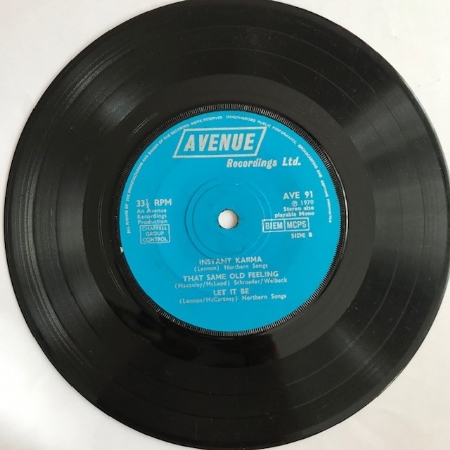 AVENUE
Recordings Ltd.
33⅓ RPM
An Avenue
Recordings
Production
CHAPPELL
GROUP
CONTROL
AVE 91
℗ 1970
Stereo also
playable Mono
BIEM MCPS
SIDE B
INSTANT KARMA
(Lennon) Northern Songs
THAT SAME OLD FEELING
(Macauley/McLeod) Schroeder/Welbeck
LET IT BE
(Lennon/McCartney) Northern Songs